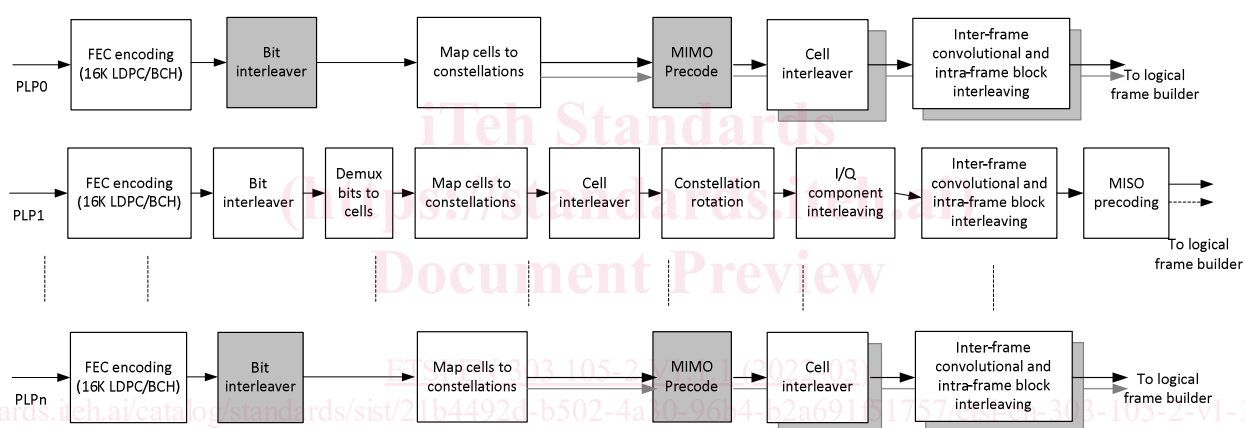 FEC encoding
(16K LDPC/BCH)
Bit
interleaver
Map cells to
constellations
MIMO
Precode
Cell
interleaver
Inter-frame
convolutional and
intra-frame block
interleaving
PLP0
To logical
frame builder
iTeh Standards
FEC encoding
(16K LDPC/BCH)
Bit
interleaver
Demux
bits to
cells
Map cells to
constellations
Cell
interleaver
Constellation
rotation
I/Q
component
interleaving
Inter-frame
convolutional and
intra-frame block
interleaving
MISO
precoding
PLP1
(https://standards.iteh.ai)
To logical
frame builder
Document Preview
FEC encoding
(16K LDPC/BCH)
Bit
interleaver
Map cells to
constellations
MIMO
Precode
Cell
interleaver
Inter-frame
convolutional and
intra-frame block
interleaving
PLPn
To logical
frame builder